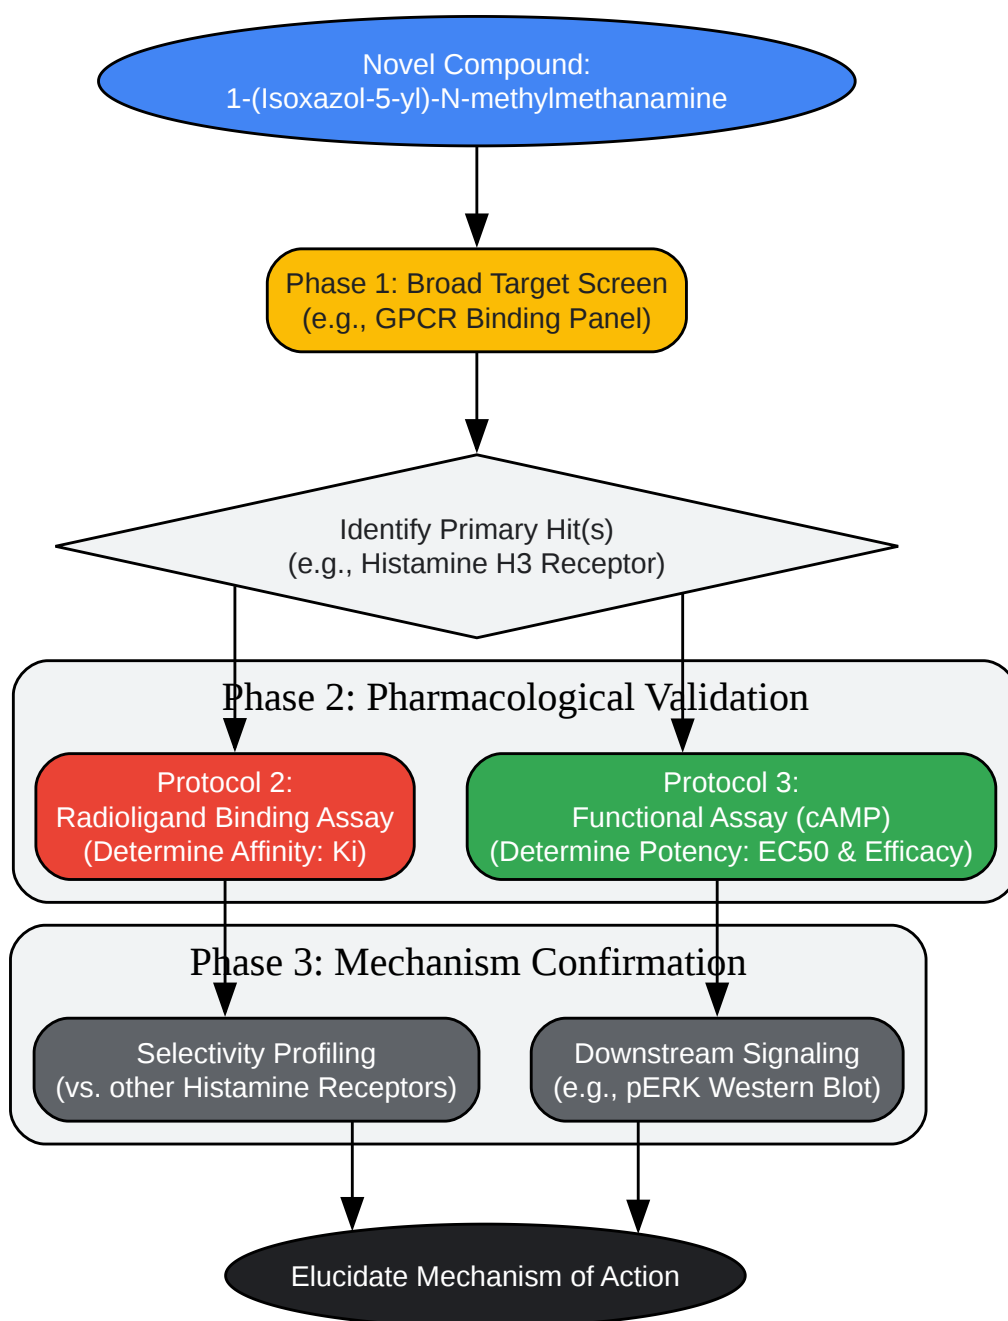 Novel Compound:
1-(Isoxazol-5-yl)-N-methylmethanamine
Phase 1: Broad Target Screen
(e.g., GPCR Binding Panel)
Identify Primary Hit(s)
(e.g., Histamine H3 Receptor)
Phase 2: Pharmacological Validation
Protocol 2:
Radioligand Binding Assay
(Determine Affinity: Ki)
Protocol 3:
Functional Assay (cAMP)
(Determine Potency: EC50 & Efficacy)
Phase 3: Mechanism Confirmation
Selectivity Profiling
(vs. other Histamine Receptors)
Downstream Signaling
(e.g., pERK Western Blot)
Elucidate Mechanism of Action